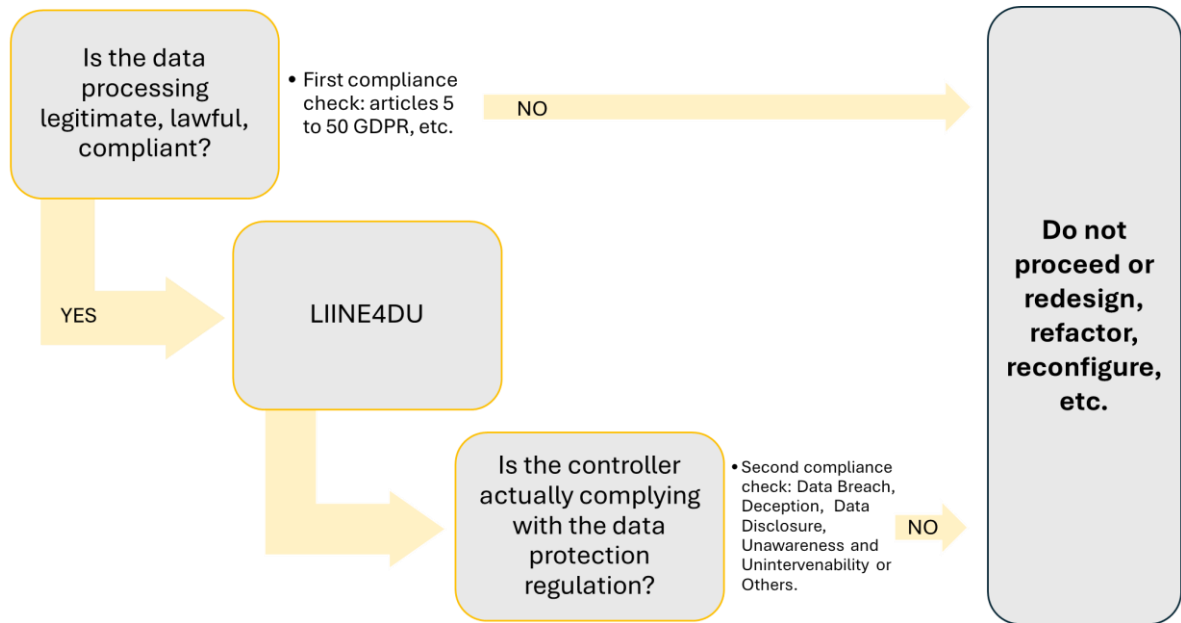 Is the data
processing
legitimate, lawful,
compliant?
• First compliance
check: articles 5
to 50 GDPR, etc.
NO
YES
LIINE4DU
Do not
proceed or
redesign,
refactor,
reconfigure,
etc.
Is the controller
actually complying
with the data
protection
regulation?
• Second compliance
check: Data Breach,
Deception, Data
Disclosure,
Unawareness and
Unintervenability or
Others.
NO